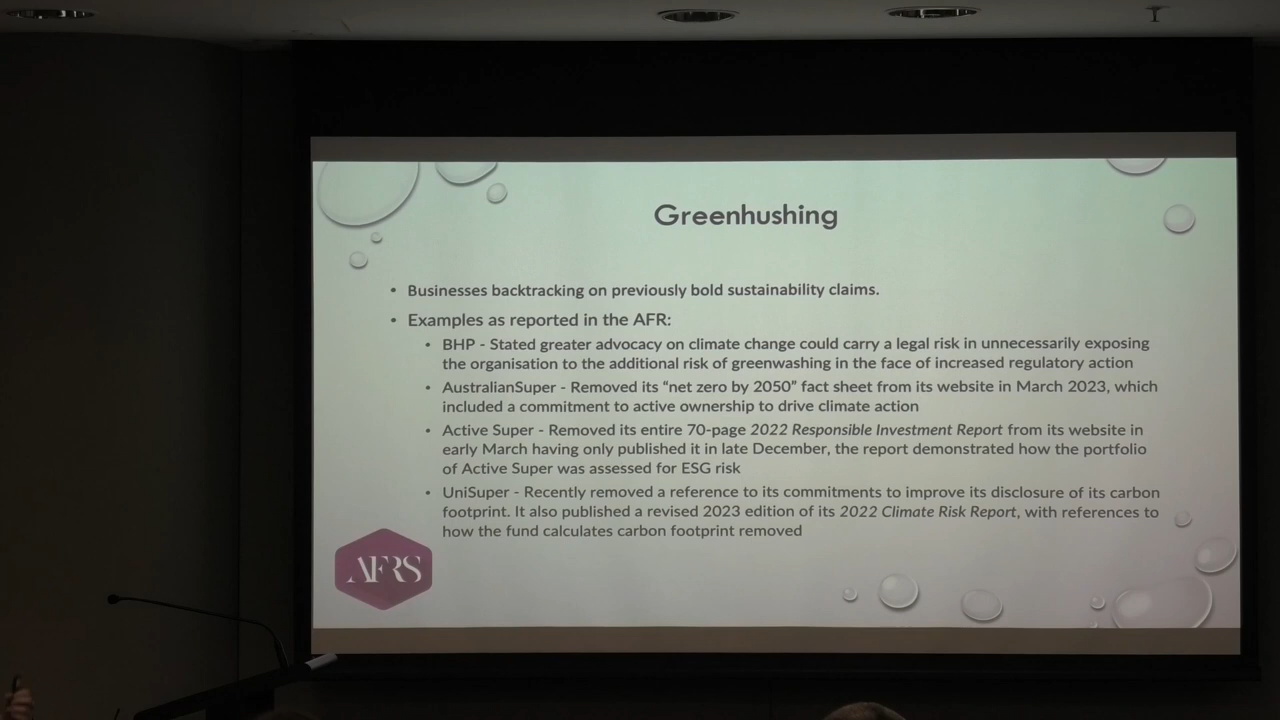 Greenhushing
• Businesses backtracking on previously bold sustainability claims.
• Examples as reported in the AFR:
• BHP - Stated greater advocacy on climate change could carry a legal risk in unnecessarily exposing
the organisation to the additional risk of greenwashing in the face of increased regulatory action
• AustralianSuper - Removed its “net zero by 2050” fact sheet from its website in March 2023, which
included a commitment to active ownership to drive climate action
• Active Super - Removed its entire 70-page 2022 Responsible Investment Report from its website in
early March having only published it in late December, the report demonstrated how the portfolio
of Active Super was assessed for ESG risk
• UniSuper - Recently removed a reference to its commitments to improve its disclosure of its carbon
footprint. It also published a revised 2023 edition of its 2022 Climate Risk Report, with references to
how the fund calculates carbon footprint removed
AFRS